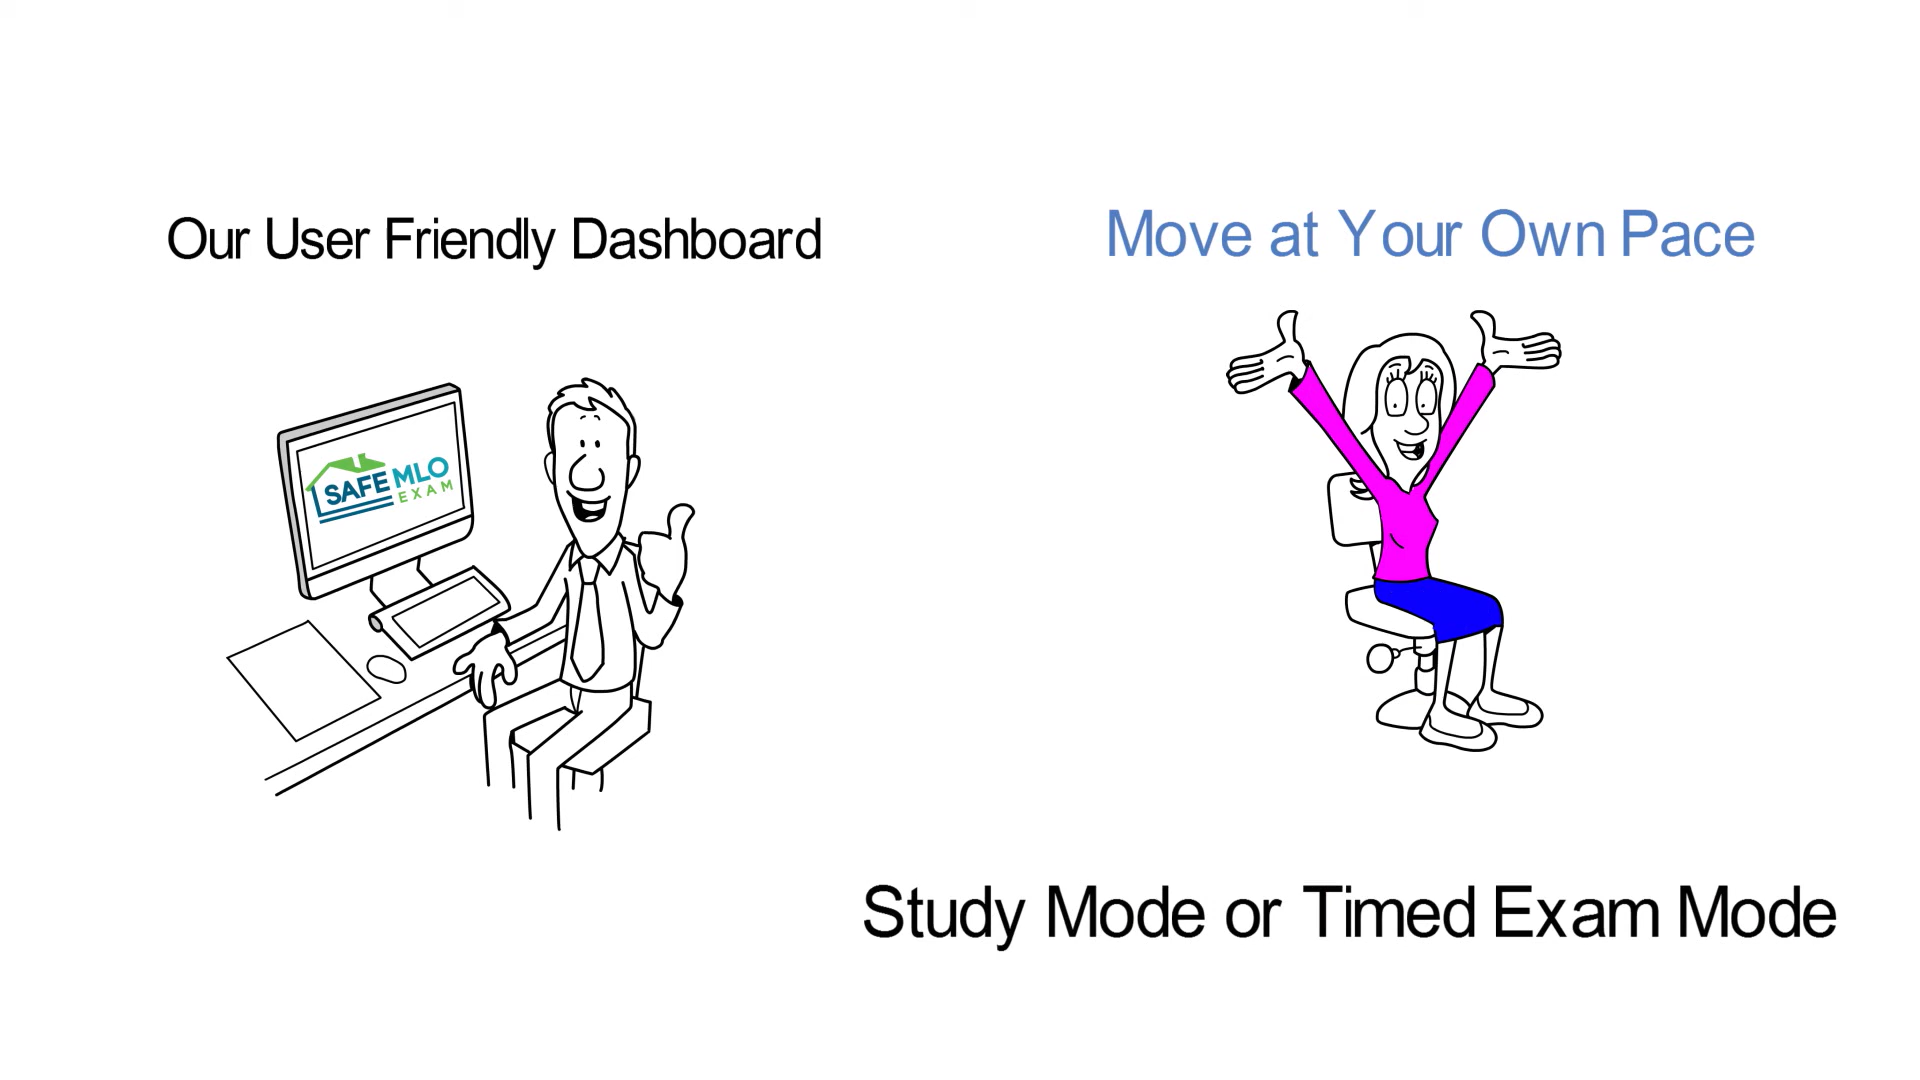 Our User Friendly Dashboard
Move at Your Own Pace
SAFE MLO
EXAM
Study Mode or Timed Exam Mode